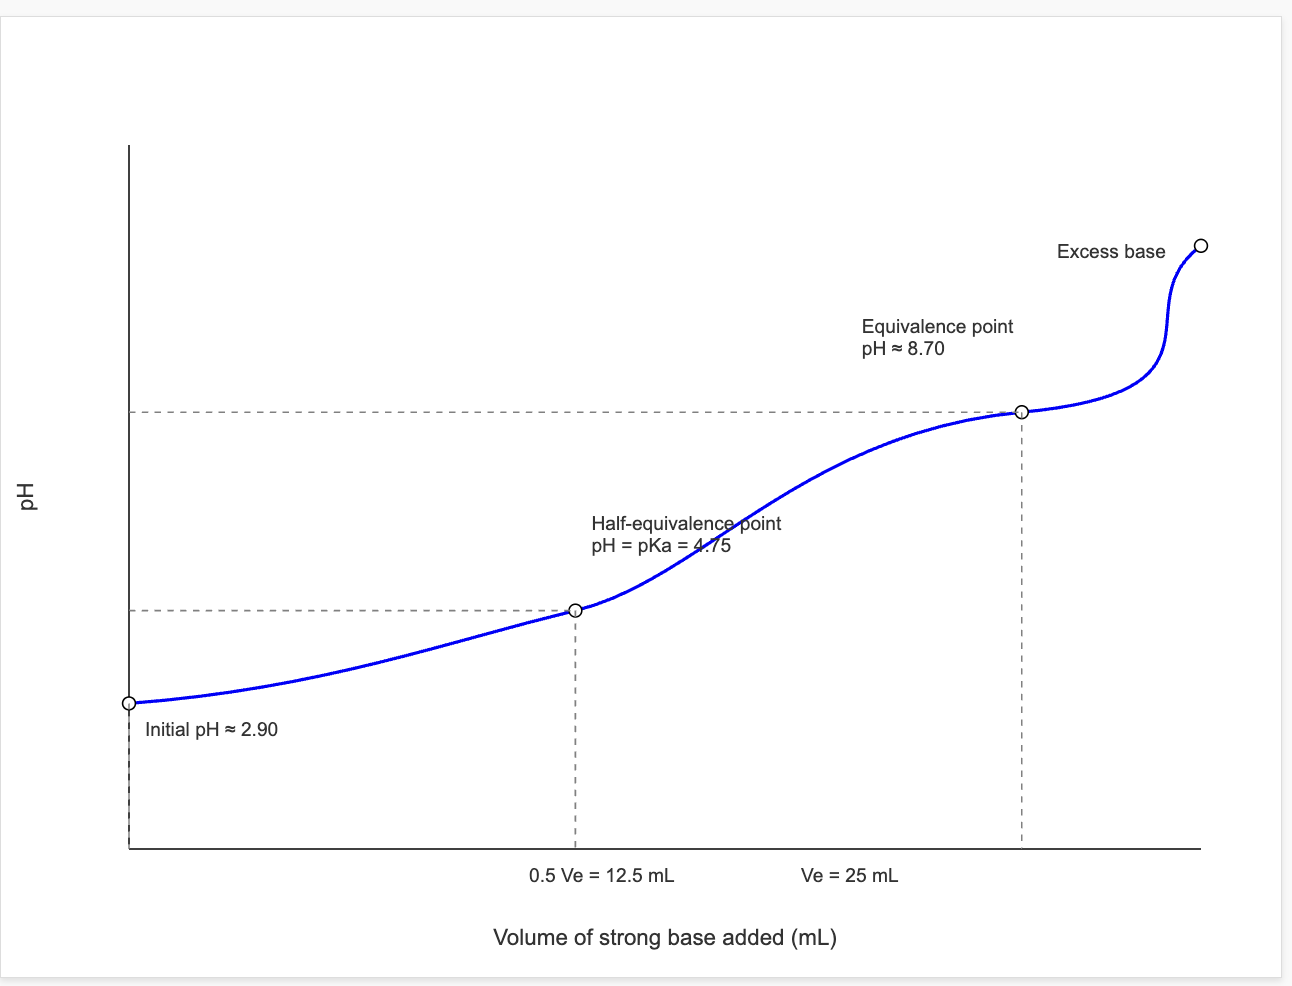 Excess base
Equivalence point
pH ≈ 8.70
pH
Half-equivalence point
pH = pKa = 4.75
Initial pH ≈ 2.90
0.5 Ve = 12.5 mL
Ve = 25 mL
Volume of strong base added (mL)